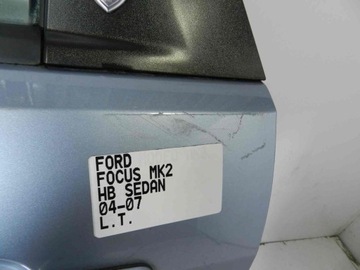 FORD
FOCUS MK2
HB SEDAN
04-07
L.T.